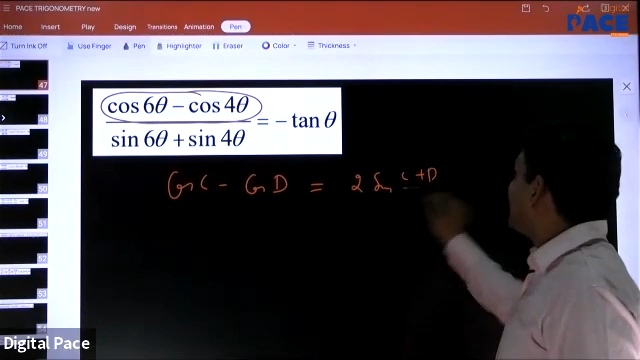 PACE TRIGONOMETRY new
Home Insert Play Design Transitions Animation Pen
Turn Ink Off Use Finger Pen Highlighter Eraser Color Thickness
Digital
PACE
cos 6θ − cos 4θ
sin 6θ + sin 4θ
= − tan θ
Cos C − Cos D = 2 Sin C+D
47
48
49
50
51
52
53
54
Digital Pace